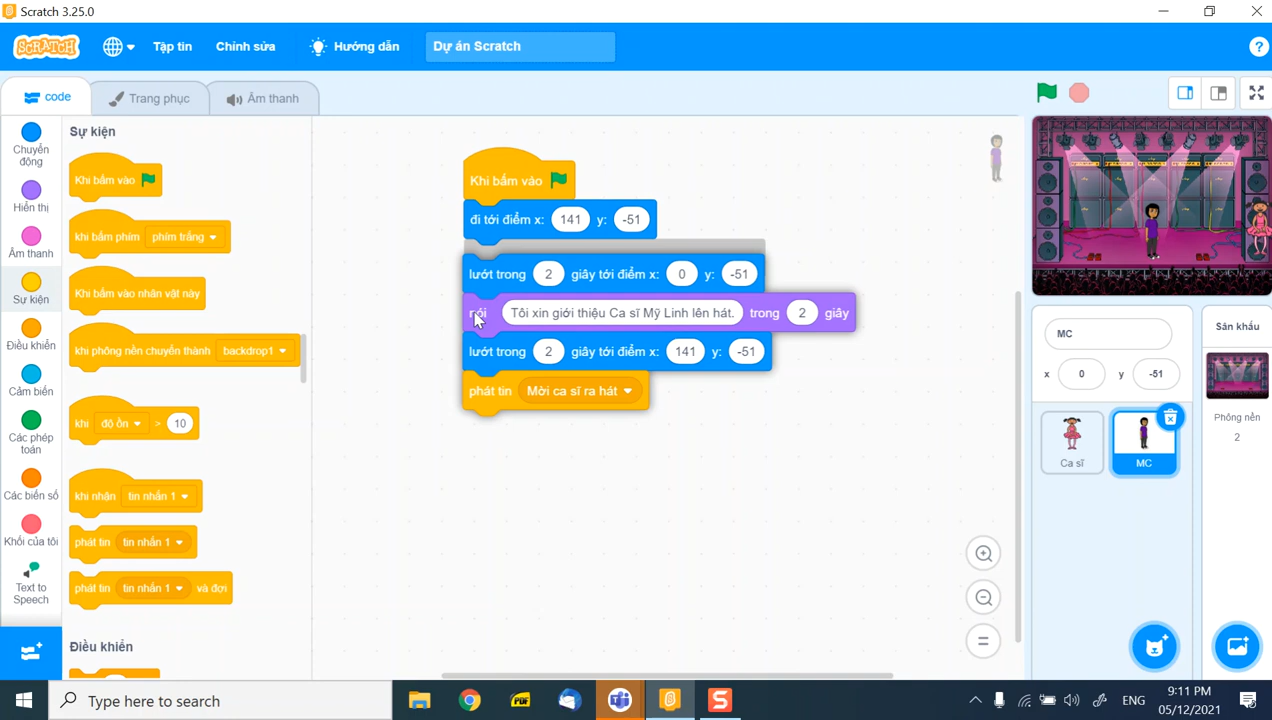 Scratch 3.25.0
SCRATCH
Tập tin
Chính sửa
Hướng dẫn
Dự án Scratch
?
code
Trang phục
Âm thanh
Chuyển động
Hiển thị
Âm thanh
Sự kiện
Điều khiển
Cảm biến
Các phép toán
Các biến số
Khối của tôi
Text to Speech
Sự kiện
Khi bấm vào
khi bấm phím phím trắng
Khi bấm vào nhân vật này
khi phông nền chuyển thành backdrop1
khi độ ồn > 10
khi nhận tin nhắn 1
phát tin tin nhắn 1
phát tin tin nhắn 1 và đợi
Điều khiển
Khi bấm vào
đi tới điểm x: 141 y: -51
lướt trong 2 giây tới điểm x: 0 y: -51
nói Tôi xin giới thiệu Ca sĩ Mỹ Linh lên hát. trong 2 giây
lướt trong 2 giây tới điểm x: 141 y: -51
phát tin Mời ca sĩ ra hát
MC
x 0 y -51
Ca sĩ
MC
Sân khấu
Phông nền
2
Type here to search
PDF
S
ENG
9:11 PM
05/12/2021